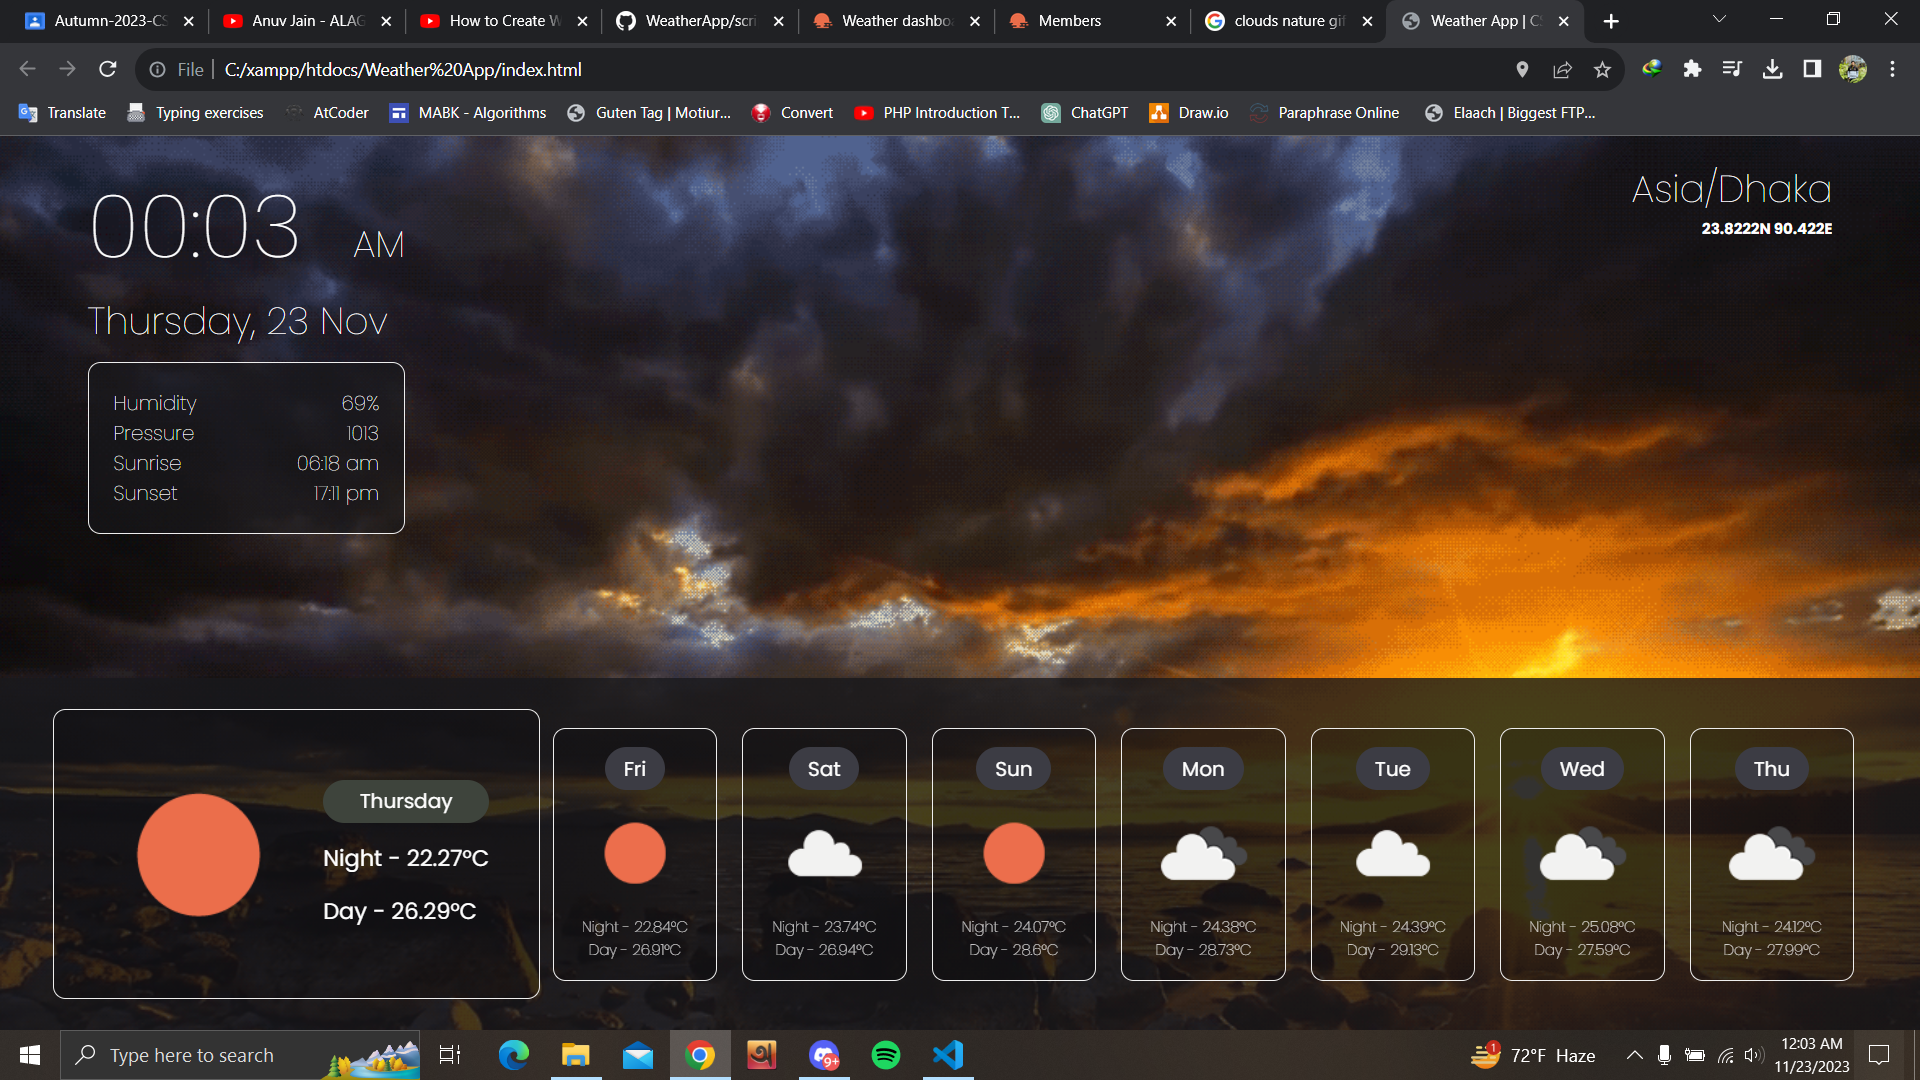 Autumn-2023-CS
Anuv Jain - ALAG
How to Create W
WeatherApp/scri
Weather dashbo
Members
clouds nature gif
Weather App | CS
File
C:/xampp/htdocs/Weather%20App/index.html
Translate
Typing exercises
AtCoder
MABK - Algorithms
Guten Tag | Motiur...
Convert
PHP Introduction T...
ChatGPT
Draw.io
Paraphrase Online
Elaach | Biggest FTP...
00:03 AM
Asia/Dhaka
23.8222N 90.422E
Thursday, 23 Nov
Humidity 69%
Pressure 1013
Sunrise 06:18 am
Sunset 17:11 pm
Thursday
Night - 22.27°C
Day - 26.29°C
Fri
Night - 22.84°C
Day - 26.91°C
Sat
Night - 23.74°C
Day - 26.94°C
Sun
Night - 24.07°C
Day - 28.6°C
Mon
Night - 24.38°C
Day - 28.73°C
Tue
Night - 24.39°C
Day - 29.13°C
Wed
Night - 25.08°C
Day - 27.59°C
Thu
Night - 24.12°C
Day - 27.99°C
Type here to search
9+
1
72°F Haze
12:03 AM
11/23/2023